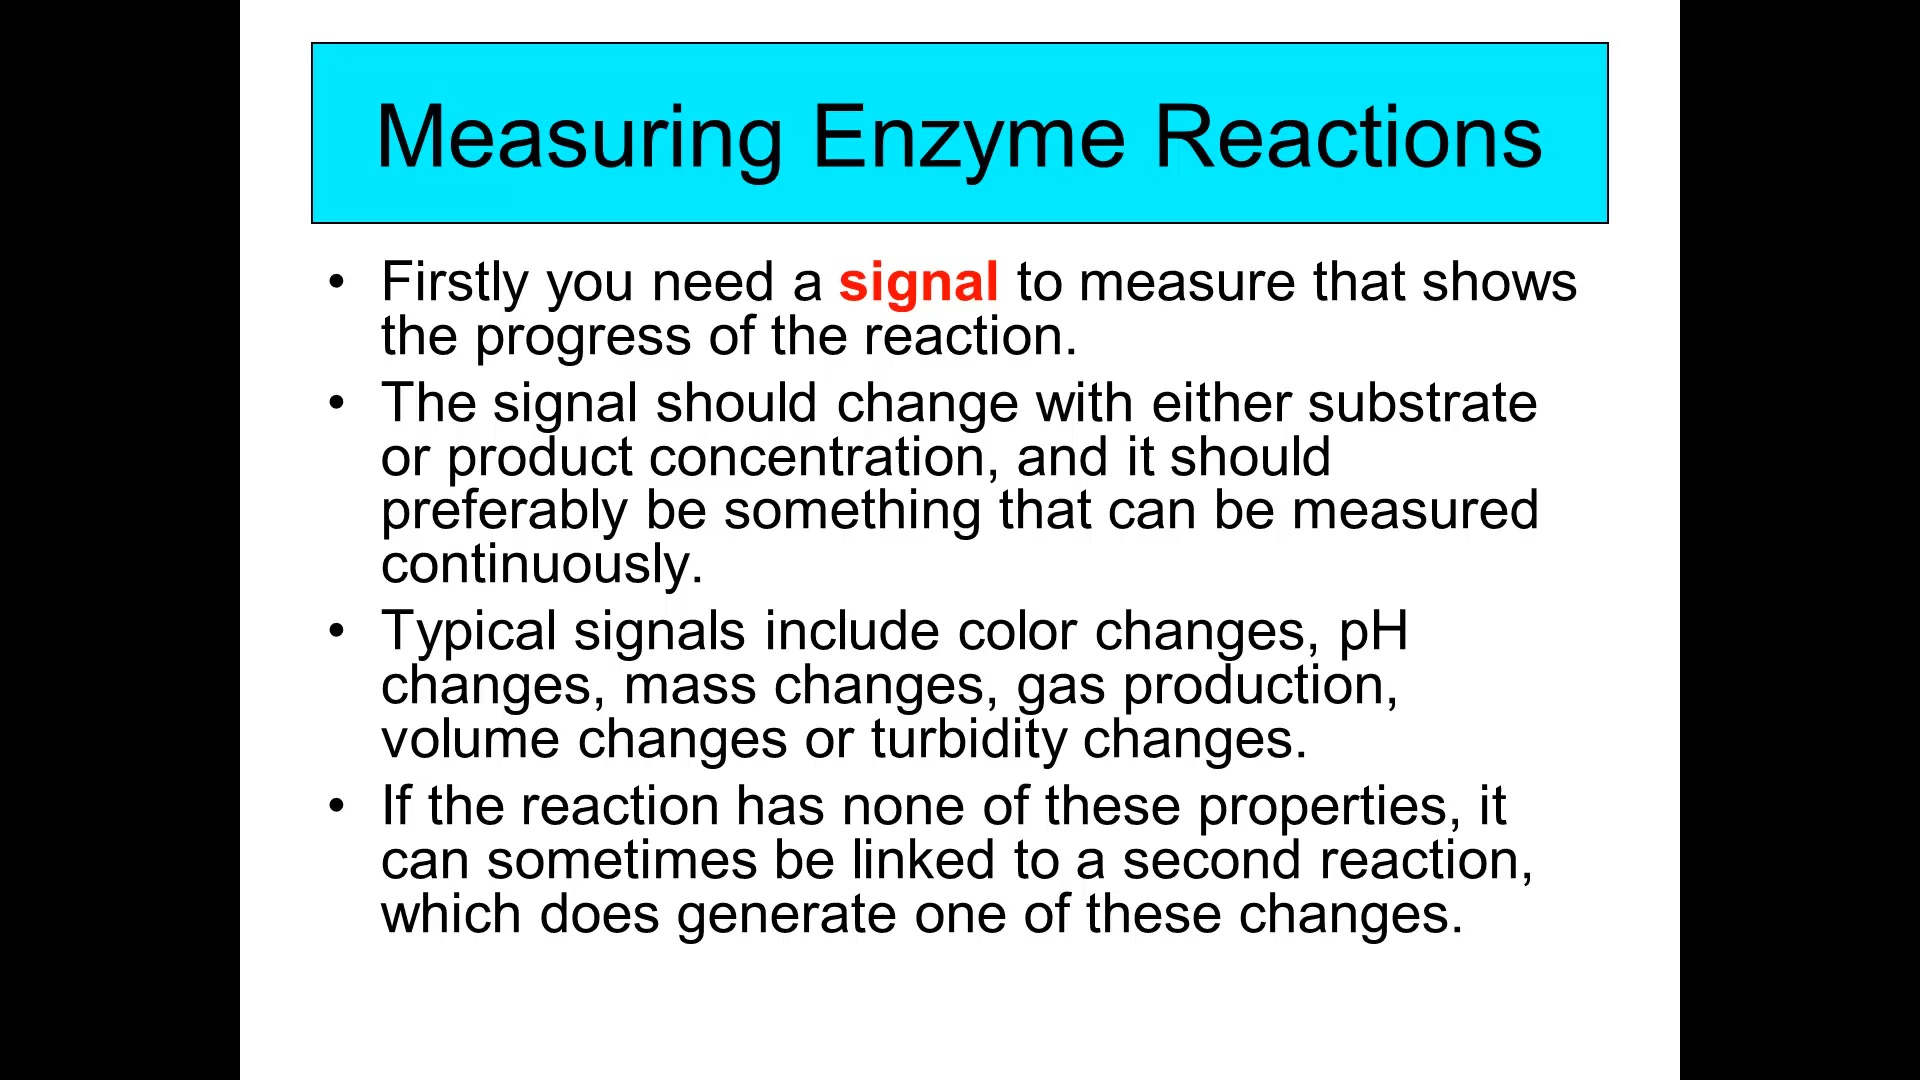 Measuring Enzyme Reactions
• Firstly you need a signal to measure that shows
the progress of the reaction.
• The signal should change with either substrate
or product concentration, and it should
preferably be something that can be measured
continuously.
• Typical signals include color changes, pH
changes, mass changes, gas production,
volume changes or turbidity changes.
• If the reaction has none of these properties, it
can sometimes be linked to a second reaction,
which does generate one of these changes.